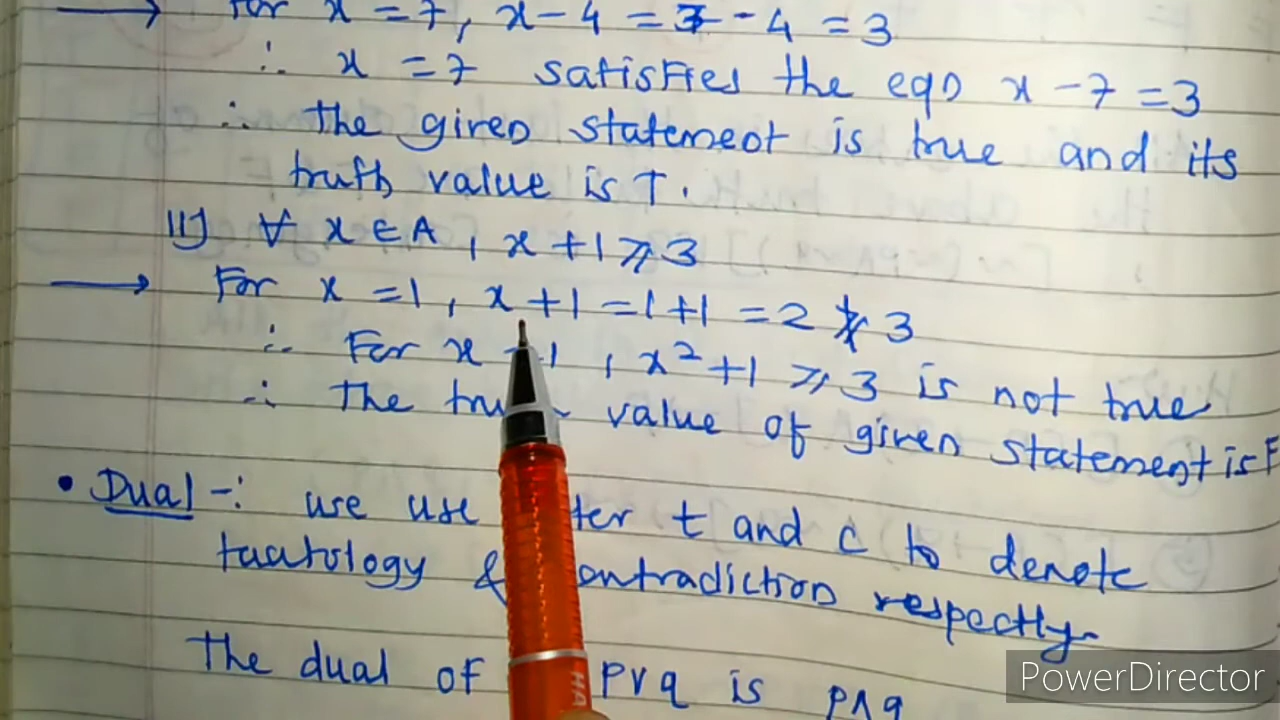 → For x = 7, x - 4 = 7 - 4 = 3
∴ x = 7 satisfies the eqn x - 7 = 3
∴ The given statement is true and its
truth value is T.
II) ∀ x ∈ A, x + 1 ⩾ 3
→ For x = 1, x + 1 = 1 + 1 = 2 ≱ 3
∴ For x = 1, x² + 1 ⩾ 3 is not true
∴ The value of given statement is F
• Dual -: we use t and c to denote
tautology & contradiction respectly
The dual of p∨q is p∧q
PowerDirector